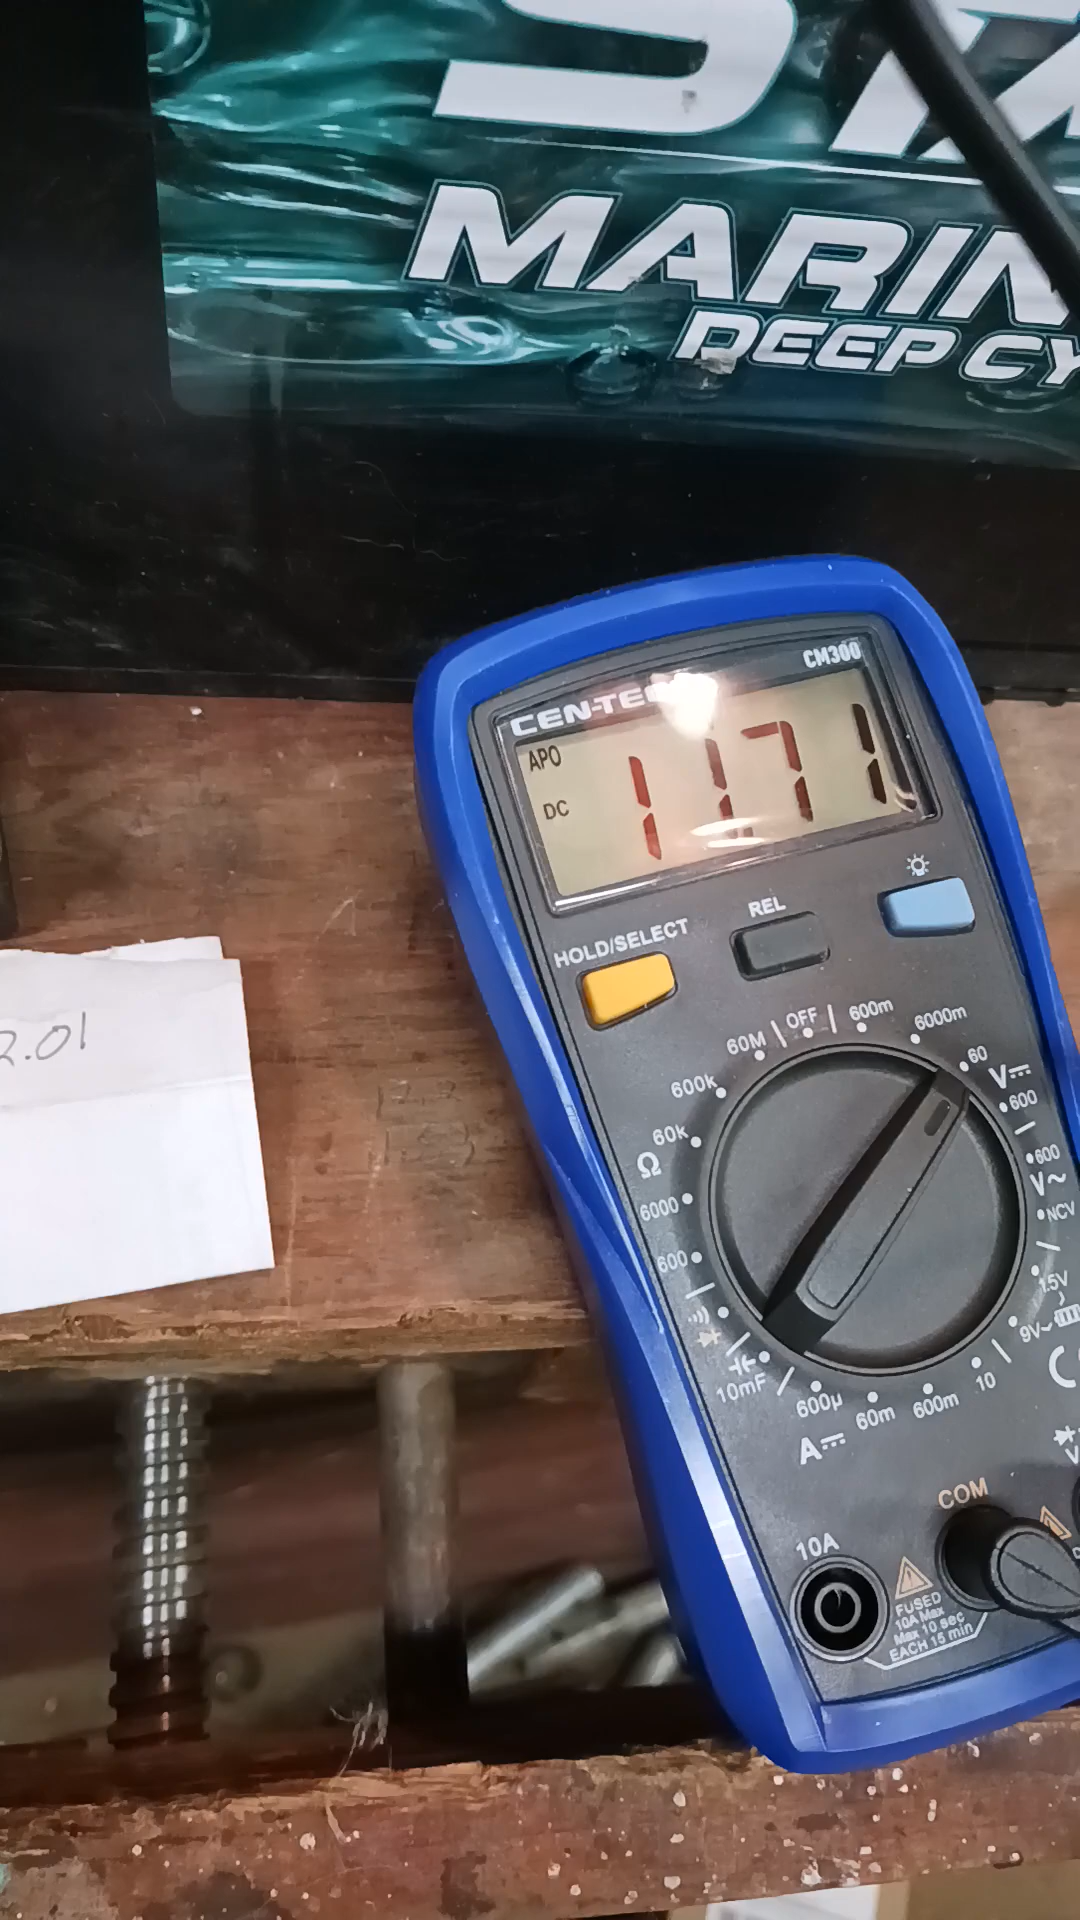 MARIN
DEEP CY
CM300
CEN-TE
APO
DC
1171
HOLD/SELECT
REL
2.01
60M
OFF
600m
6000m
600k
60
V
600
60k
Ω
600
V~
6000
NCV
600
1.5V
9V
10mF
600µ
60m
600m
10
A
COM
10A
FUSED
10A Max
Max 10 sec
EACH 15 min